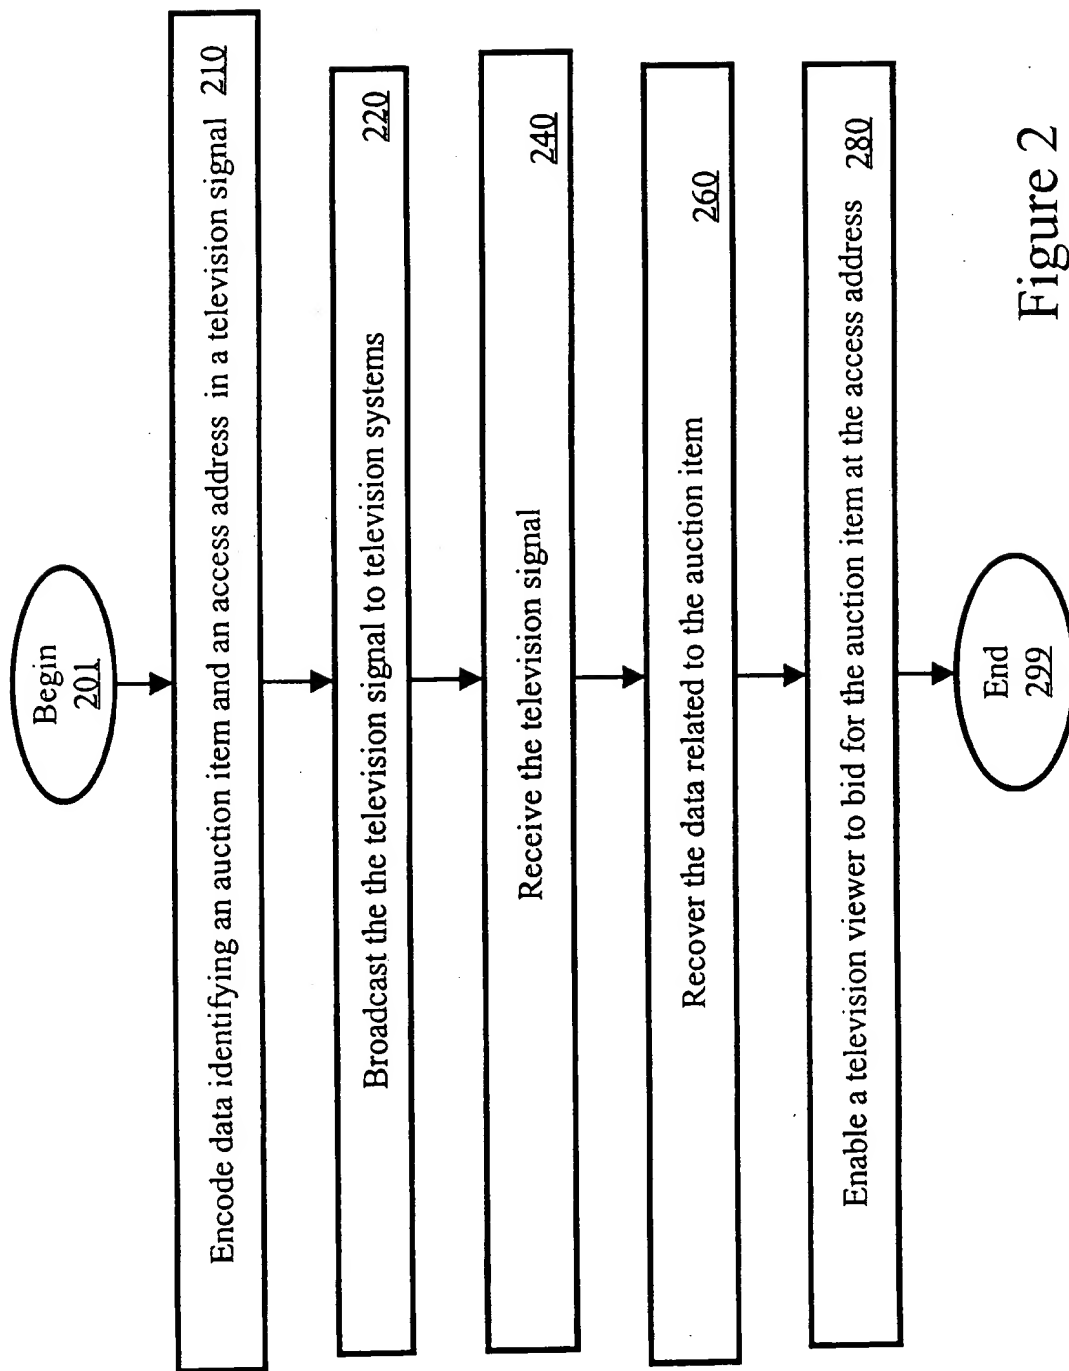 Begin
201
Encode data identifying an auction item and an access address in a television signal 210
Broadcast the the television signal to television systems 220
Receive the television signal 240
Recover the data related to the auction item 260
Enable a television viewer to bid for the auction item at the access address 280
End
299
Figure 2